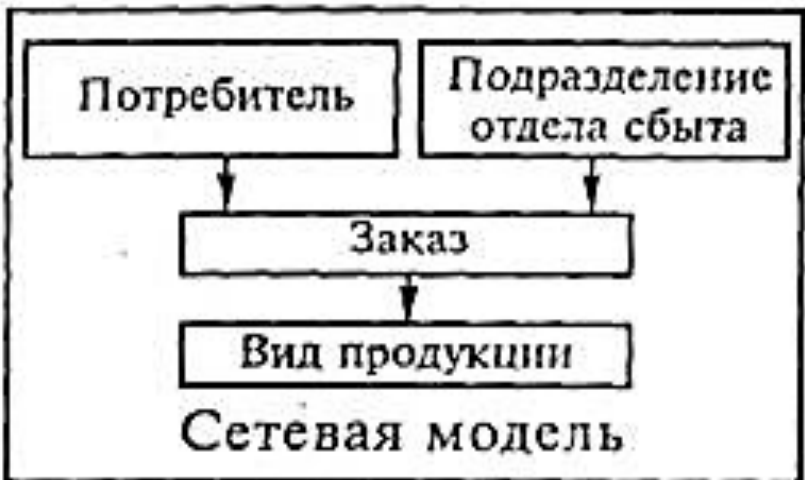 Потребитель
Подразделение
отдела сбыта
Заказ
Вид продукции
Сетевая модель